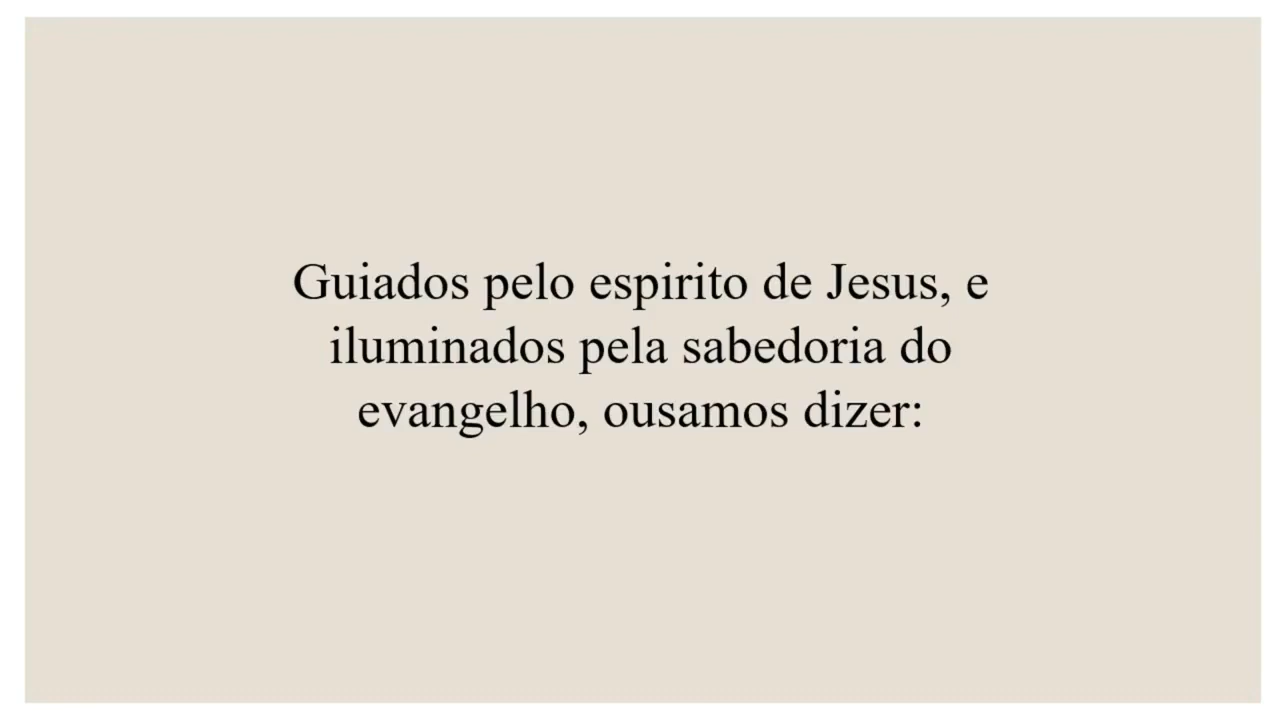 Guiados pelo espirito de Jesus, e
iluminados pela sabedoria do
evangelho, ousamos dizer: